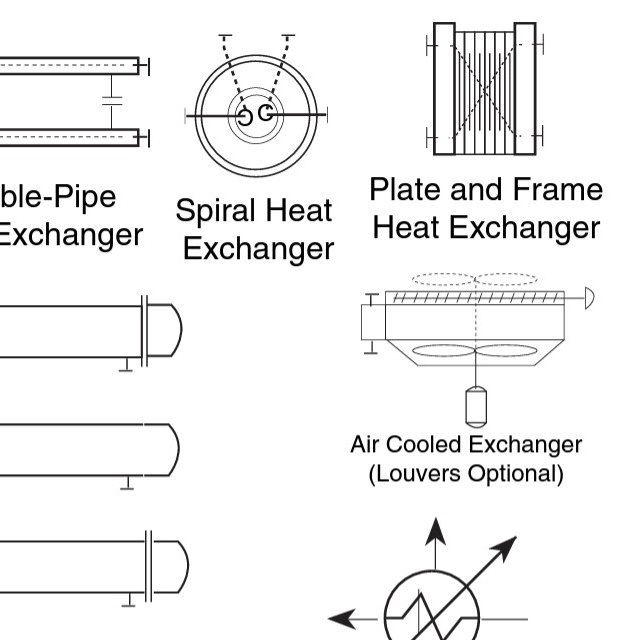 ble-Pipe
Exchanger
Spiral Heat
Exchanger
Plate and Frame
Heat Exchanger
Air Cooled Exchanger
(Louvers Optional)